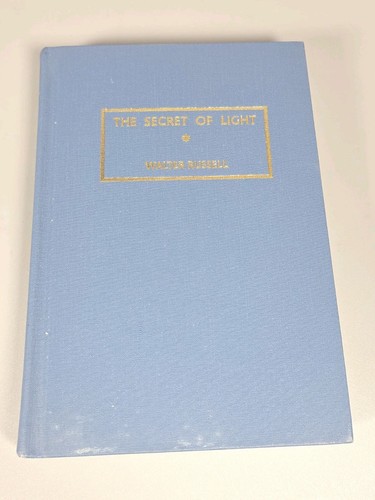 THE SECRET OF LIGHT
WALTER RUSSELL